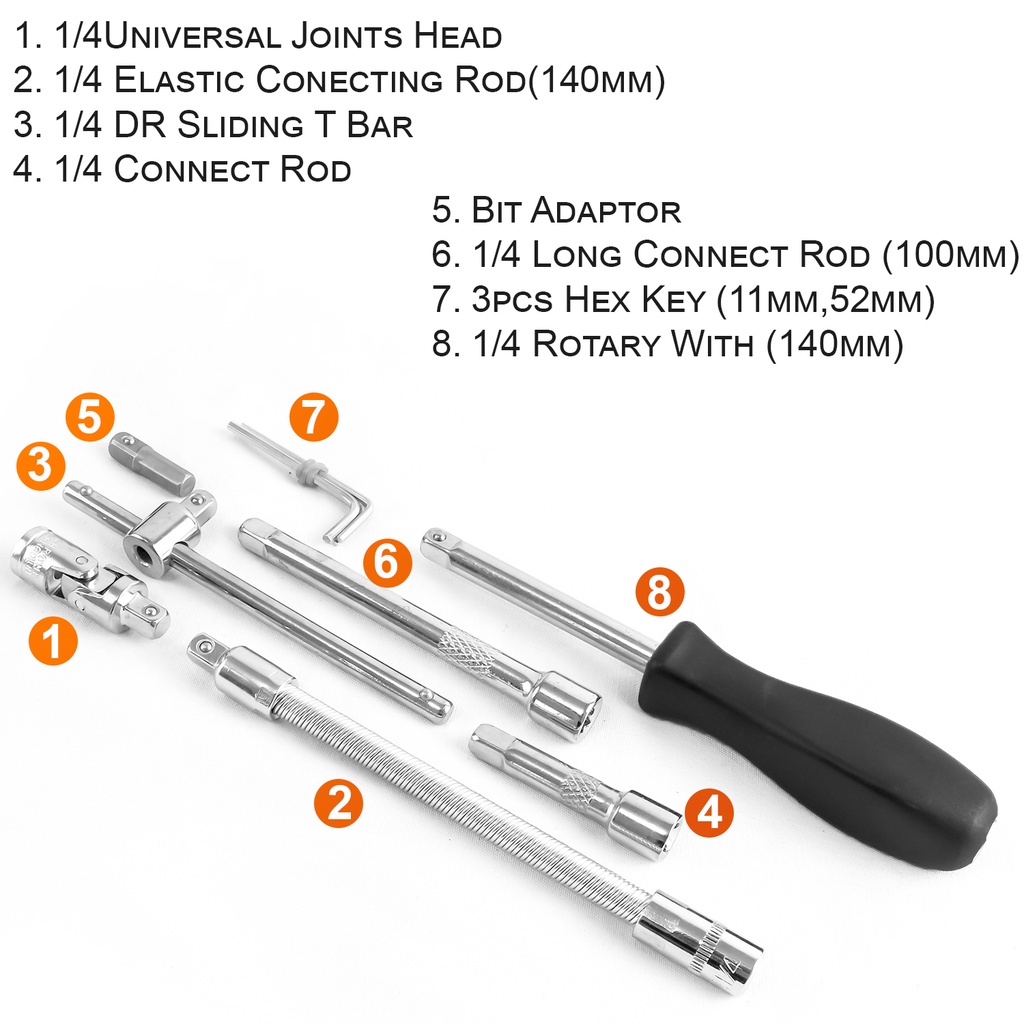 1. 1/4Universal Joints Head
2. 1/4 Elastic Conecting Rod(140mm)
3. 1/4 DR Sliding T Bar
4. 1/4 Connect Rod
5. Bit Adaptor
6. 1/4 Long Connect Rod (100mm)
7. 3pcs Hex Key (11mm,52mm)
8. 1/4 Rotary With (140mm)
5
7
3
6
8
1
2
4